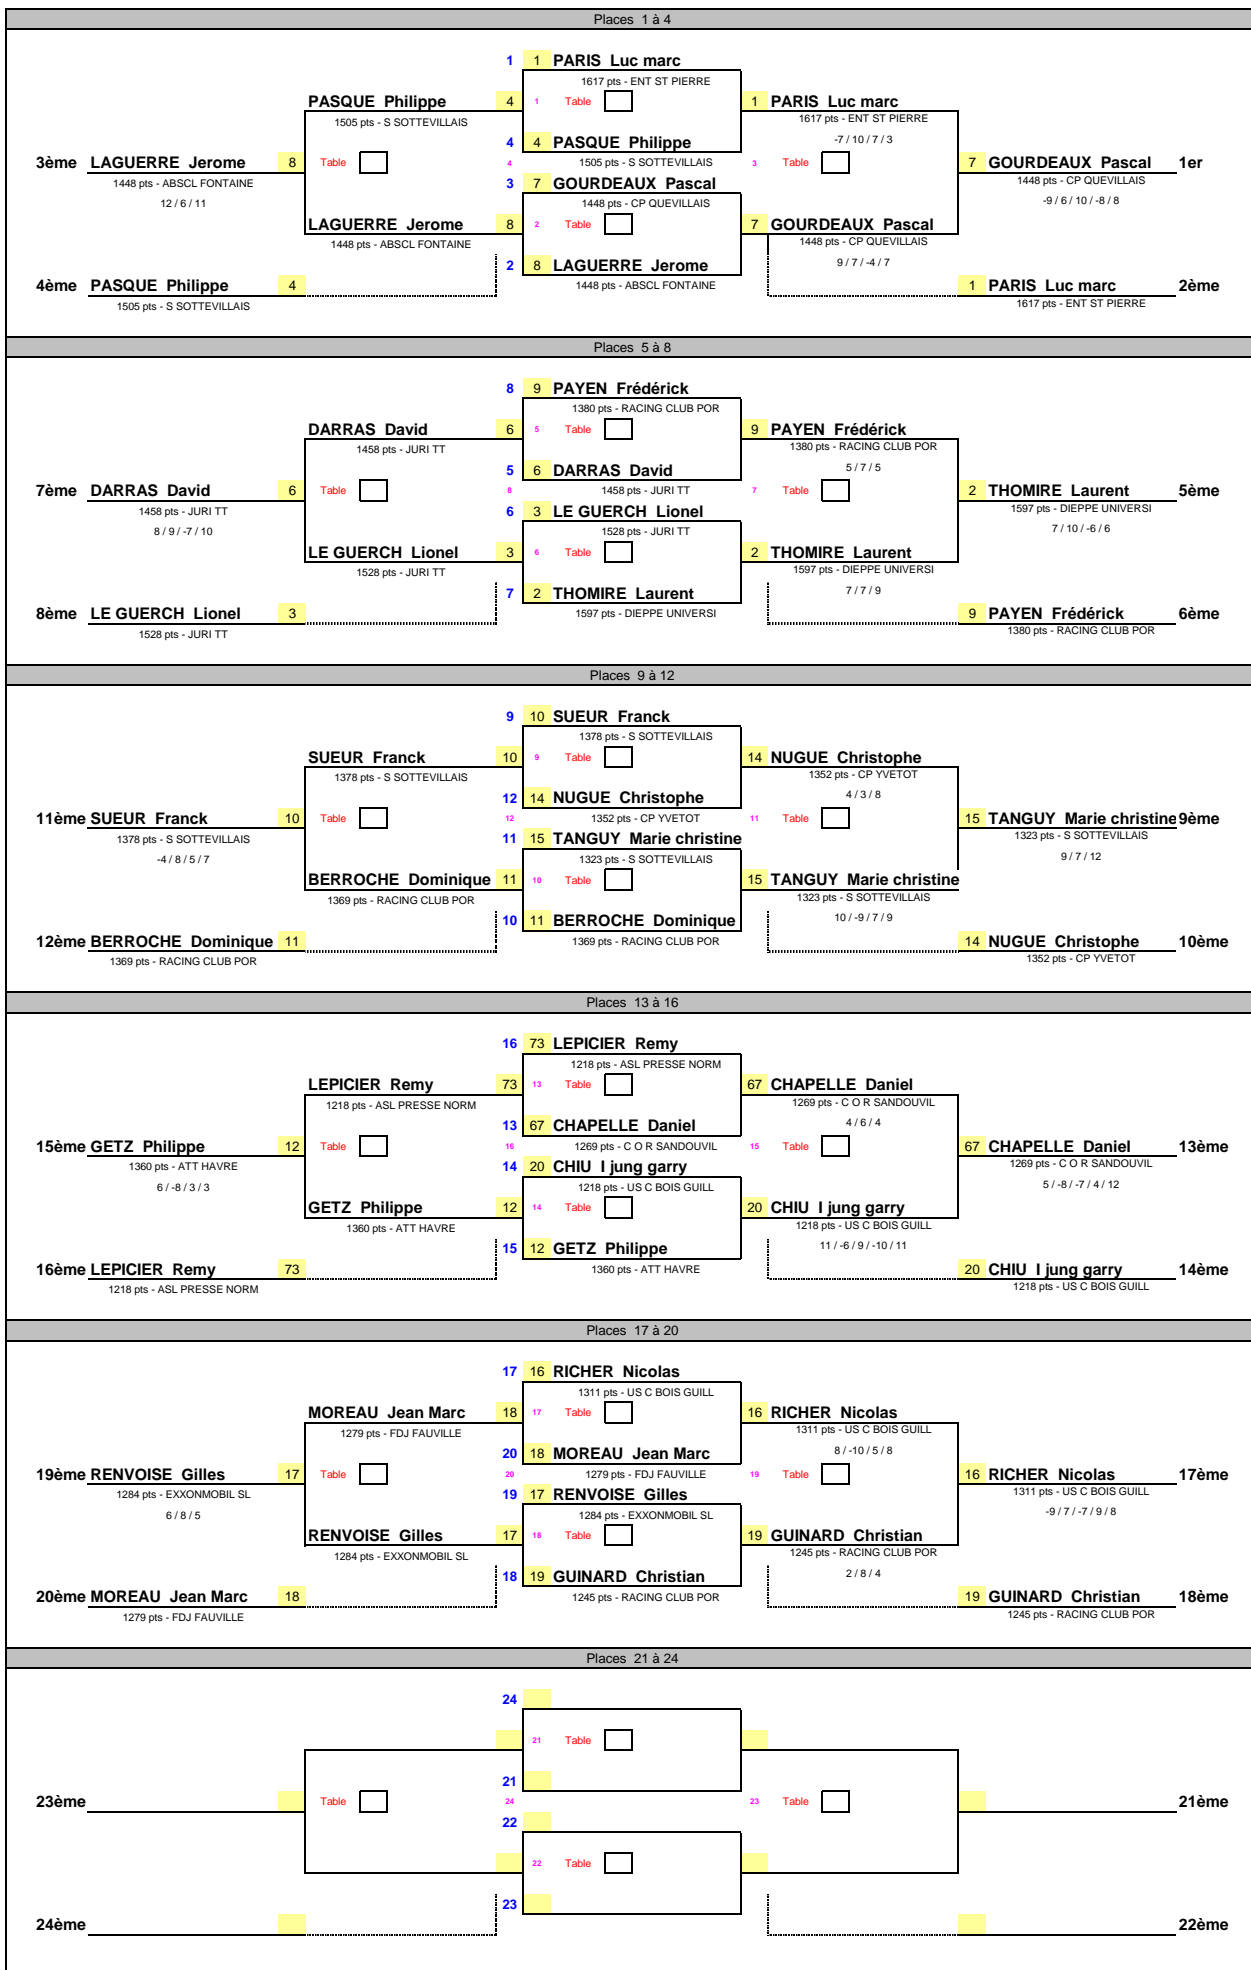 Places 1 à 4
1 1 PARIS Luc marc
1617 pts - ENT ST PIERRE
PASQUE Philippe 4 1 Table 1 PARIS Luc marc
1505 pts - S SOTTEVILLAIS 1617 pts - ENT ST PIERRE
4 4 PASQUE Philippe -7 / 10 / 7 / 3
3ème LAGUERRE Jerome 8 Table 4 1505 pts - S SOTTEVILLAIS 3 Table 7 GOURDEAUX Pascal 1er
1448 pts - ABSCL FONTAINE 3 7 GOURDEAUX Pascal 1448 pts - CP QUEVILLAIS
12 / 6 / 11 1448 pts - CP QUEVILLAIS -9 / 6 / 10 / -8 / 8
LAGUERRE Jerome 8 2 Table 7 GOURDEAUX Pascal
1448 pts - ABSCL FONTAINE 1448 pts - CP QUEVILLAIS
2 8 LAGUERRE Jerome 9 / 7 / -4 / 7
4ème PASQUE Philippe 4 1448 pts - ABSCL FONTAINE 1 PARIS Luc marc 2ème
1505 pts - S SOTTEVILLAIS 1617 pts - ENT ST PIERRE
Places 5 à 8
8 9 PAYEN Frédérick
1380 pts - RACING CLUB POR
DARRAS David 6 5 Table 9 PAYEN Frédérick
1458 pts - JURI TT 1380 pts - RACING CLUB POR
5 6 DARRAS David 5 / 7 / 5
7ème DARRAS David 6 Table 8 1458 pts - JURI TT 7 Table 2 THOMIRE Laurent 5ème
1458 pts - JURI TT 6 3 LE GUERCH Lionel 1597 pts - DIEPPE UNIVERSI
8 / 9 / -7 / 10 1528 pts - JURI TT 7 / 10 / -6 / 6
LE GUERCH Lionel 3 6 Table 2 THOMIRE Laurent
1528 pts - JURI TT 1597 pts - DIEPPE UNIVERSI
7 2 THOMIRE Laurent 7 / 7 / 9
8ème LE GUERCH Lionel 3 1597 pts - DIEPPE UNIVERSI 9 PAYEN Frédérick 6ème
1528 pts - JURI TT 1380 pts - RACING CLUB POR
Places 9 à 12
9 10 SUEUR Franck
1378 pts - S SOTTEVILLAIS
SUEUR Franck 10 9 Table 14 NUGUE Christophe
1378 pts - S SOTTEVILLAIS 1352 pts - CP YVETOT
12 14 NUGUE Christophe 4 / 3 / 8
11ème SUEUR Franck 10 Table 12 1352 pts - CP YVETOT 11 Table 15 TANGUY Marie christine 9ème
1378 pts - S SOTTEVILLAIS 11 15 TANGUY Marie christine 1323 pts - S SOTTEVILLAIS
-4 / 8 / 5 / 7 1323 pts - S SOTTEVILLAIS 9 / 7 / 12
BERROCHE Dominique 11 10 Table 15 TANGUY Marie christine
1369 pts - RACING CLUB POR 1323 pts - S SOTTEVILLAIS
10 11 BERROCHE Dominique 10 / -9 / 7 / 9
12ème BERROCHE Dominique 11 1369 pts - RACING CLUB POR 14 NUGUE Christophe 10ème
1369 pts - RACING CLUB POR 1352 pts - CP YVETOT
Places 13 à 16
16 73 LEPICIER Remy
1218 pts - ASL PRESSE NORM
LEPICIER Remy 73 13 Table 67 CHAPELLE Daniel
1218 pts - ASL PRESSE NORM 1269 pts - C O R SANDOUVIL
13 67 CHAPELLE Daniel 4 / 6 / 4
15ème GETZ Philippe 12 Table 16 1269 pts - C O R SANDOUVIL 15 Table 67 CHAPELLE Daniel 13ème
1360 pts - ATT HAVRE 14 20 CHIU I jung garry 1269 pts - C O R SANDOUVIL
6 / -8 / 3 / 3 1218 pts - US C BOIS GUILL 5 / -8 / -7 / 4 / 12
GETZ Philippe 12 14 Table 20 CHIU I jung garry
1360 pts - ATT HAVRE 1218 pts - US C BOIS GUILL
15 12 GETZ Philippe 11 / -6 / 9 / -10 / 11
16ème LEPICIER Remy 73 1360 pts - ATT HAVRE 20 CHIU I jung garry 14ème
1218 pts - ASL PRESSE NORM 1218 pts - US C BOIS GUILL
Places 17 à 20
17 16 RICHER Nicolas
1311 pts - US C BOIS GUILL
MOREAU Jean Marc 18 17 Table 16 RICHER Nicolas
1279 pts - FDJ FAUVILLE 1311 pts - US C BOIS GUILL
20 18 MOREAU Jean Marc 8 / -10 / 5 / 8
19ème RENVOISE Gilles 17 Table 20 1279 pts - FDJ FAUVILLE 19 Table 16 RICHER Nicolas 17ème
1284 pts - EXXONMOBIL SL 19 17 RENVOISE Gilles 1311 pts - US C BOIS GUILL
6 / 8 / 5 1284 pts - EXXONMOBIL SL -9 / 7 / -7 / 9 / 8
RENVOISE Gilles 17 18 Table 19 GUINARD Christian
1284 pts - EXXONMOBIL SL 1245 pts - RACING CLUB POR
18 19 GUINARD Christian 2 / 8 / 4
20ème MOREAU Jean Marc 18 1245 pts - RACING CLUB POR 19 GUINARD Christian 18ème
1279 pts - FDJ FAUVILLE 1245 pts - RACING CLUB POR
Places 21 à 24
24
21 Table
21
23ème Table 24 23 Table 21ème
22
22 Table
23
24ème 22ème